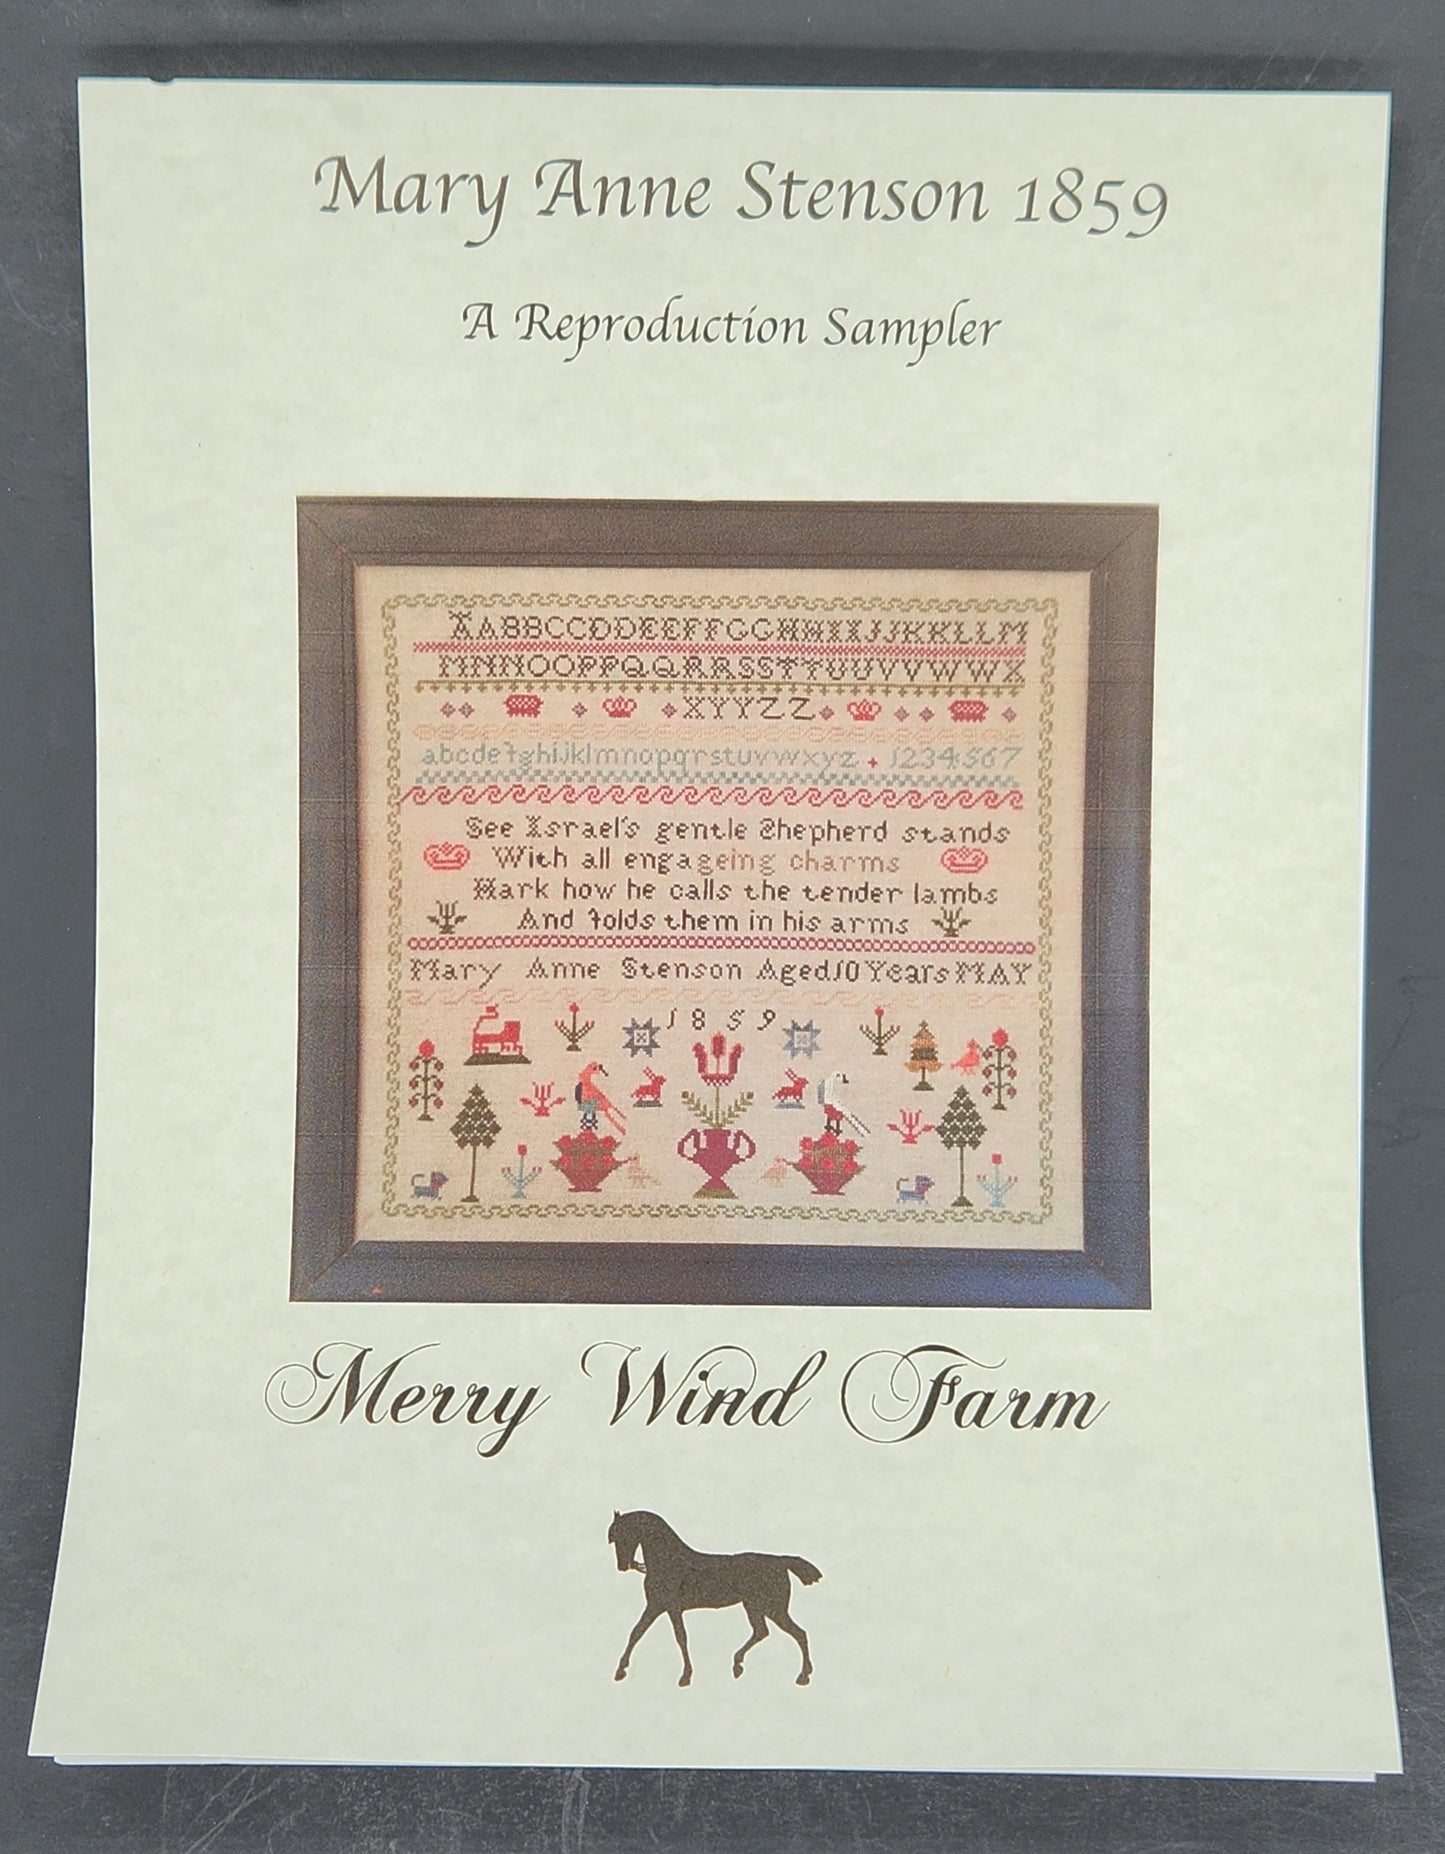 Mary Anne Stenson 1859
A Reproduction Sampler
AABBCCDDEEFFGGHHIIJJKKLLM
MNNOOPPQQRRSSTTUUVVWWX
XYYZZ
abcdefghijklmnopqrstuvwxyz 1234567
See Israel's gentle Shepherd stands
With all engageing charms
Hark how he calls the tender lambs
And folds them in his arms
Mary Anne Stenson Aged 10 Years MAY
1859
Merry Wind Farm